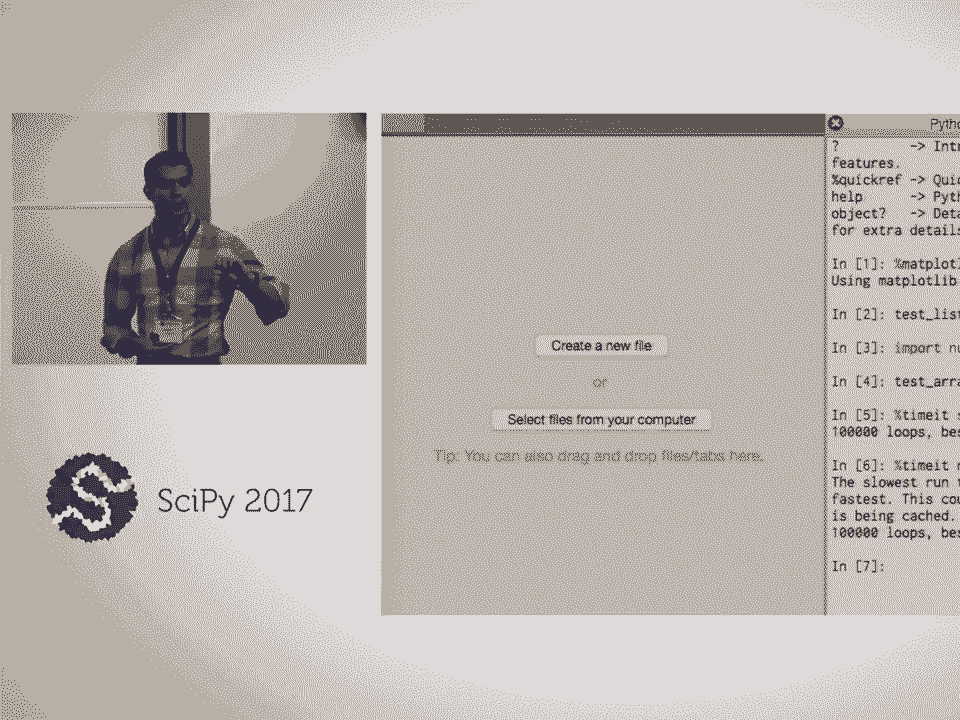 Create a new file
or
Select files from your computer
Tip: You can also drag and drop files/tabs here.
Pytho
? -> Intr
features.
%quickref -> Quic
help -> Pyth
object? -> Deta
for extra details
In [1]: %matplotl
Using matplotlib
In [2]: test_list
In [3]: import nu
In [4]: test_arra
In [5]: %timeit s
100000 loops, bes
In [6]: %timeit n
The slowest run t
fastest. This cou
is being cached.
100000 loops, bes
In [7]:
SciPy 2017